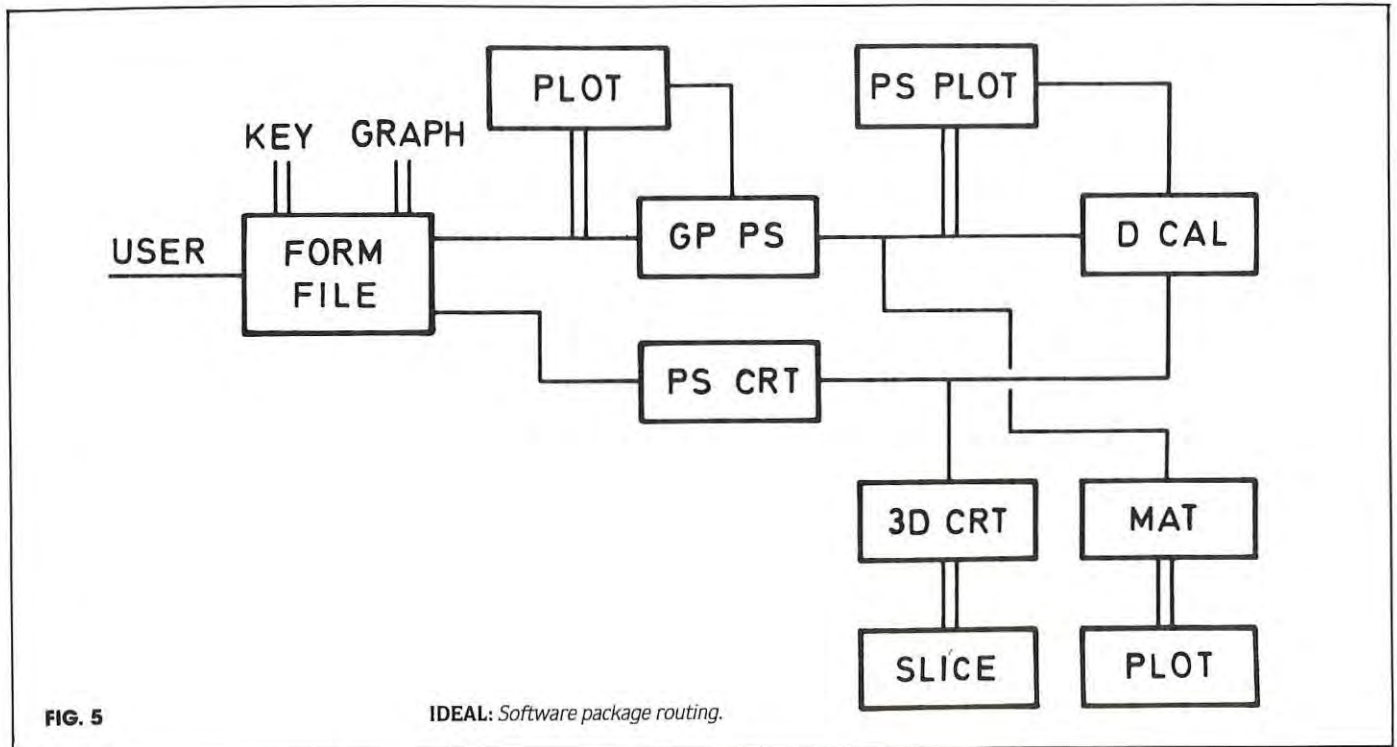 PLOT
PS PLOT
KEY GRAPH
USER
FORM
FILE
GP PS
D CAL
PS CRT
3D CRT
MAT
SLICE
PLOT
FIG. 5
IDEAL: Software package routing.